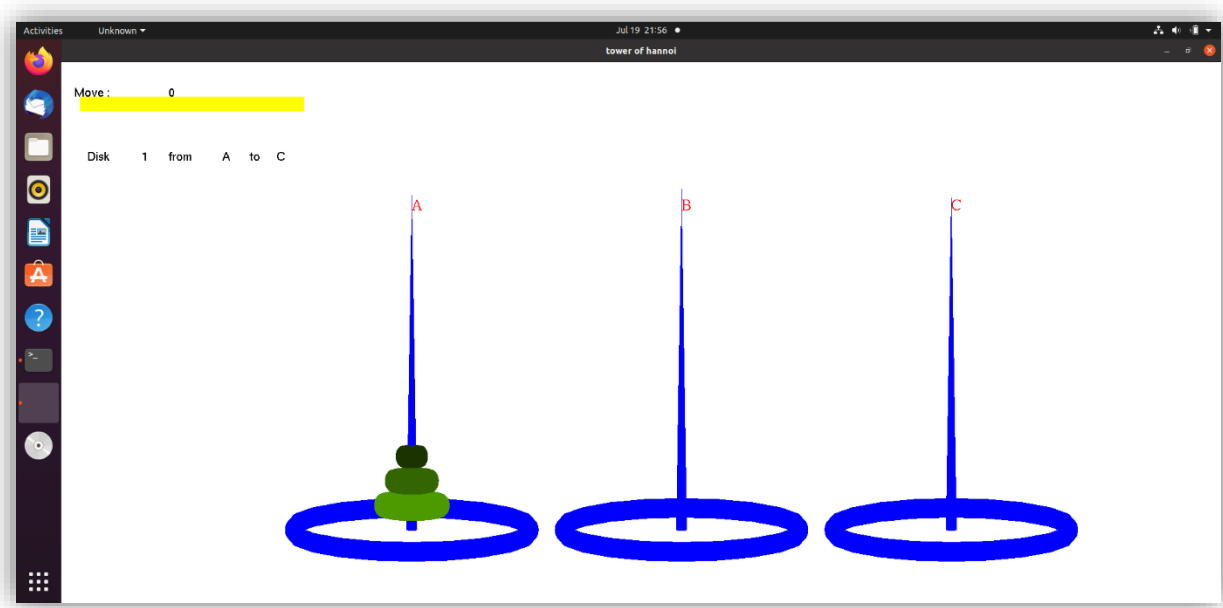 Activities Unknown Jul 19 21:56
tower of hannoi
Move : 0
Disk 1 from A to C
A B C